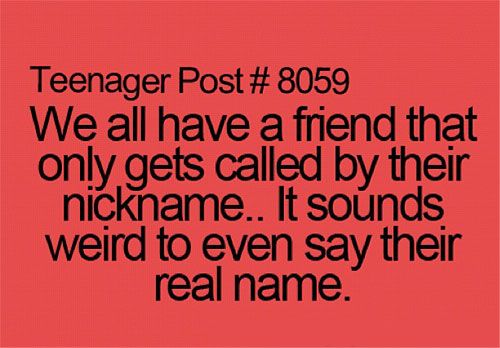 Teenager Post # 8059
We all have a friend that
only gets called by their
nickname.. It sounds
weird to even say their
real name.